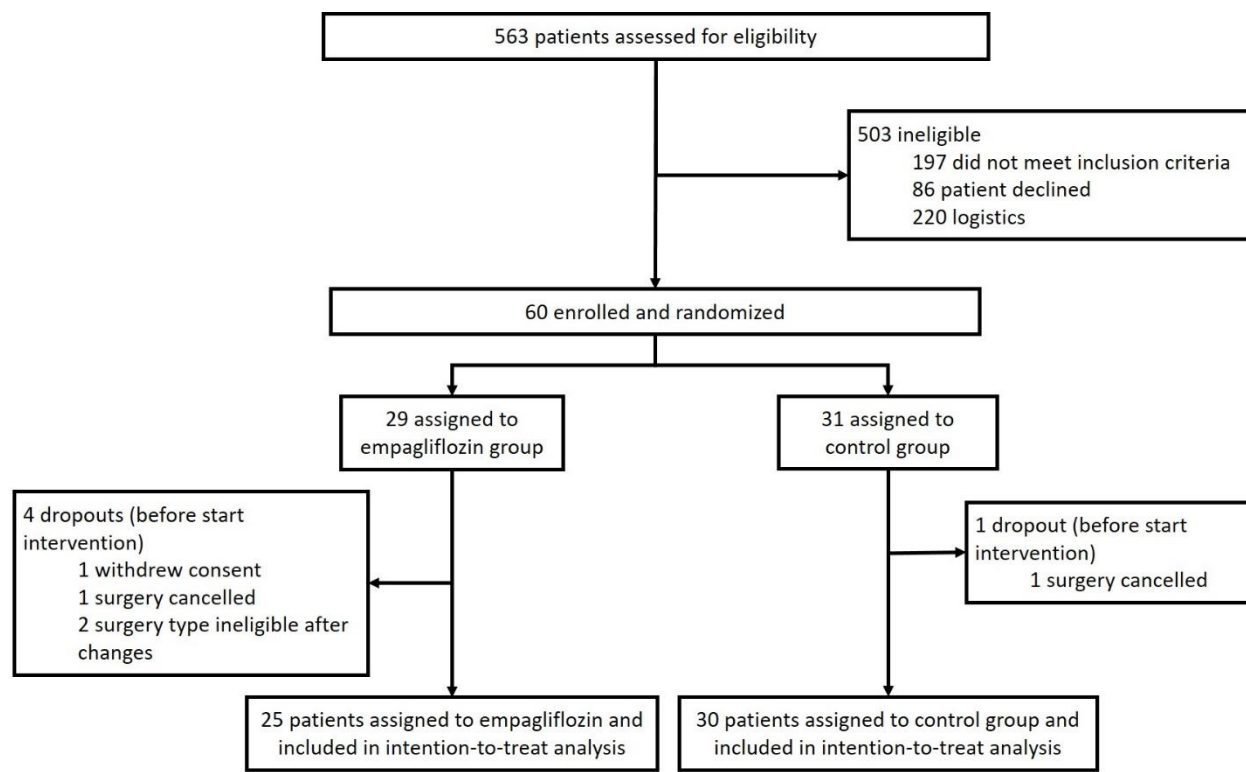 563 patients assessed for eligibility
503 ineligible
197 did not meet inclusion criteria
86 patient declined
220 logistics
60 enrolled and randomized
29 assigned to
empagliflozin group
31 assigned to
control group
4 dropouts (before start
intervention)
1 withdrew consent
1 surgery cancelled
2 surgery type ineligible after
changes
1 dropout (before start
intervention)
1 surgery cancelled
25 patients assigned to empagliflozin and
included in intention-to-treat analysis
30 patients assigned to control group and
included in intention-to-treat analysis